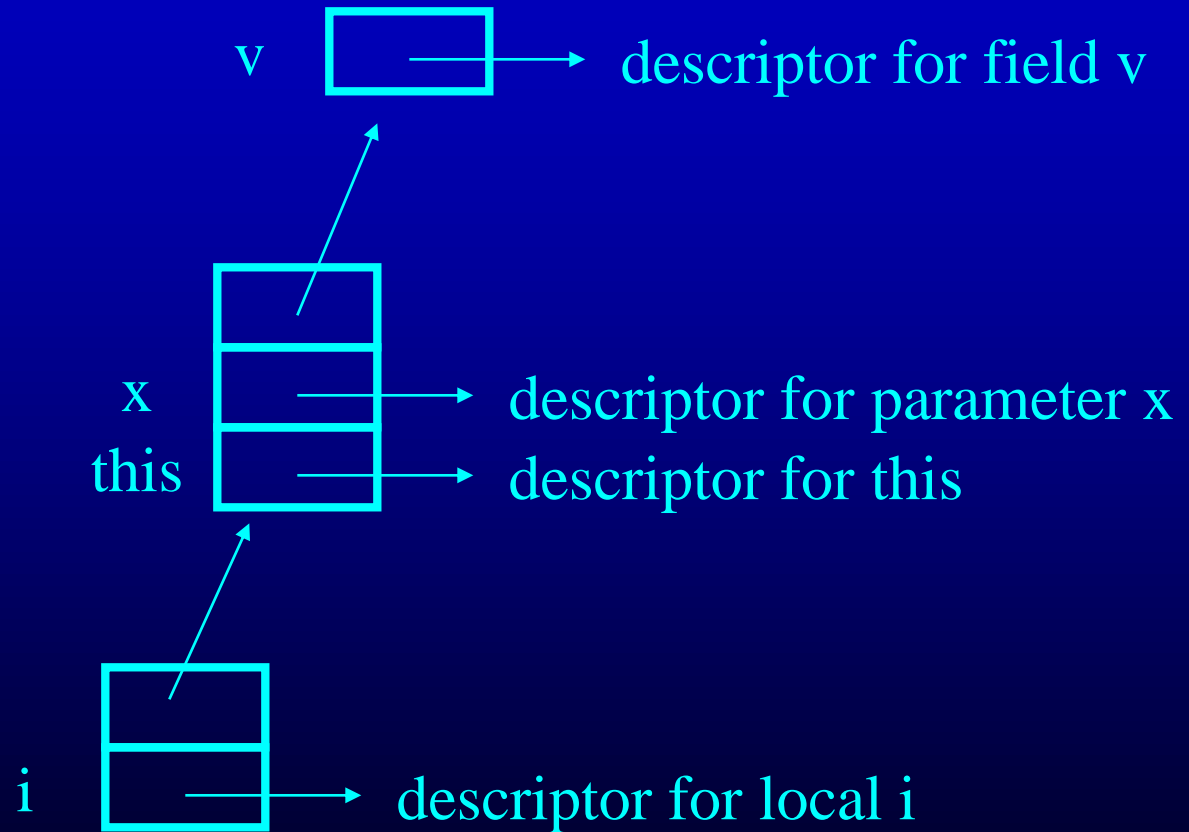 v descriptor for field v
x descriptor for parameter x
this descriptor for this
i descriptor for local i